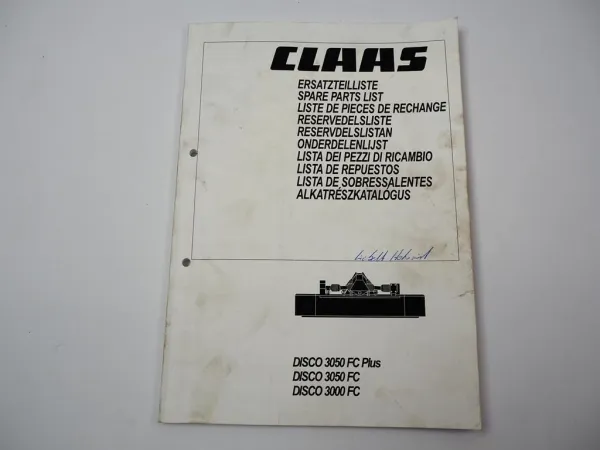 CLAAS
ERSATZTEILLISTE
SPARE PARTS LIST
LISTE DE PIECES DE RECHANGE
RESERVEDELSLISTE
RESERVDELSLISTAN
ONDERDELENLIJST
LISTA DEI PEZZI DI RICAMBIO
LISTA DE REPUESTOS
LISTA DE SOBRESSALENTES
ALKATRÉSZKATALÓGUS
DISCO 3050 FC Plus
DISCO 3050 FC
DISCO 3000 FC